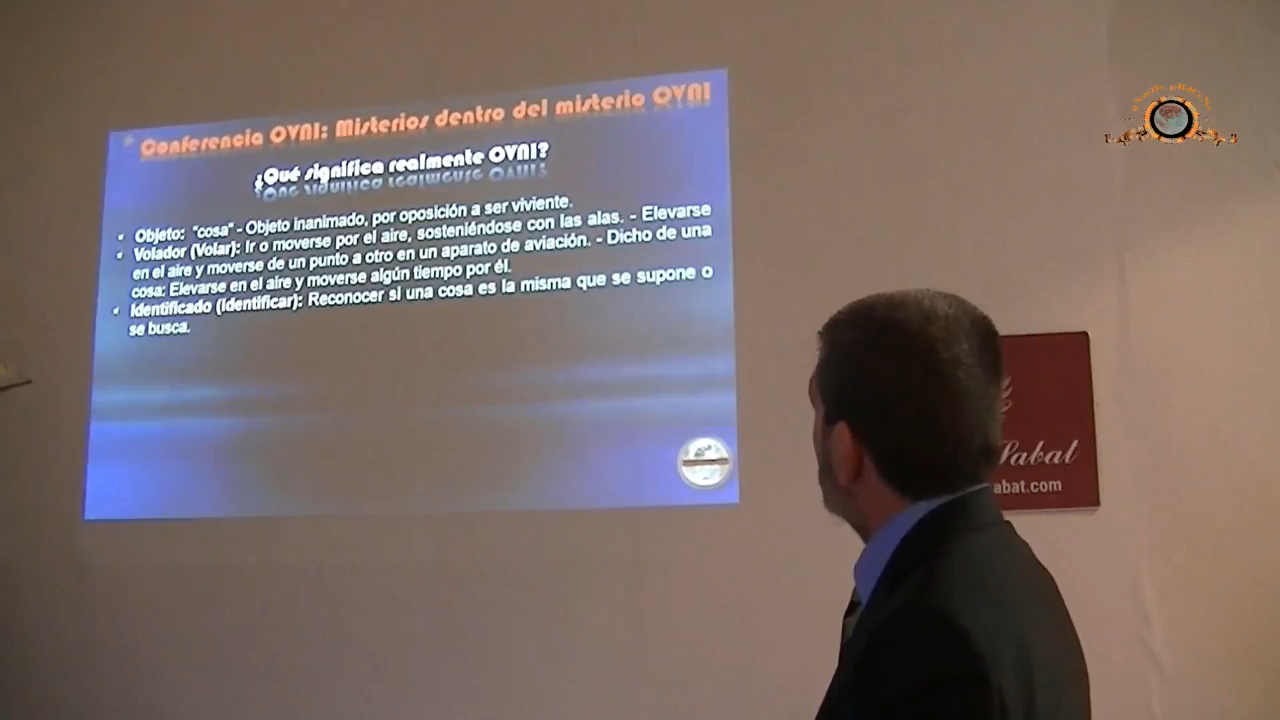 Conferencia OVNI: Misterios dentro del misterio OVNI
¿Qué significa realmente OVNI?
• Objeto: "cosa" - Objeto inanimado, por oposición a ser viviente.
• Volador (Volar): Ir o moverse por el aire, sosteniéndose con las alas. - Elevarse
en el aire y moverse de un punto a otro en un aparato de aviación. - Dicho de una
cosa: Elevarse en el aire y moverse algún tiempo por él.
• Identificado (Identificar): Reconocer si una cosa es la misma que se supone o
se busca.
Sabat
abat.com